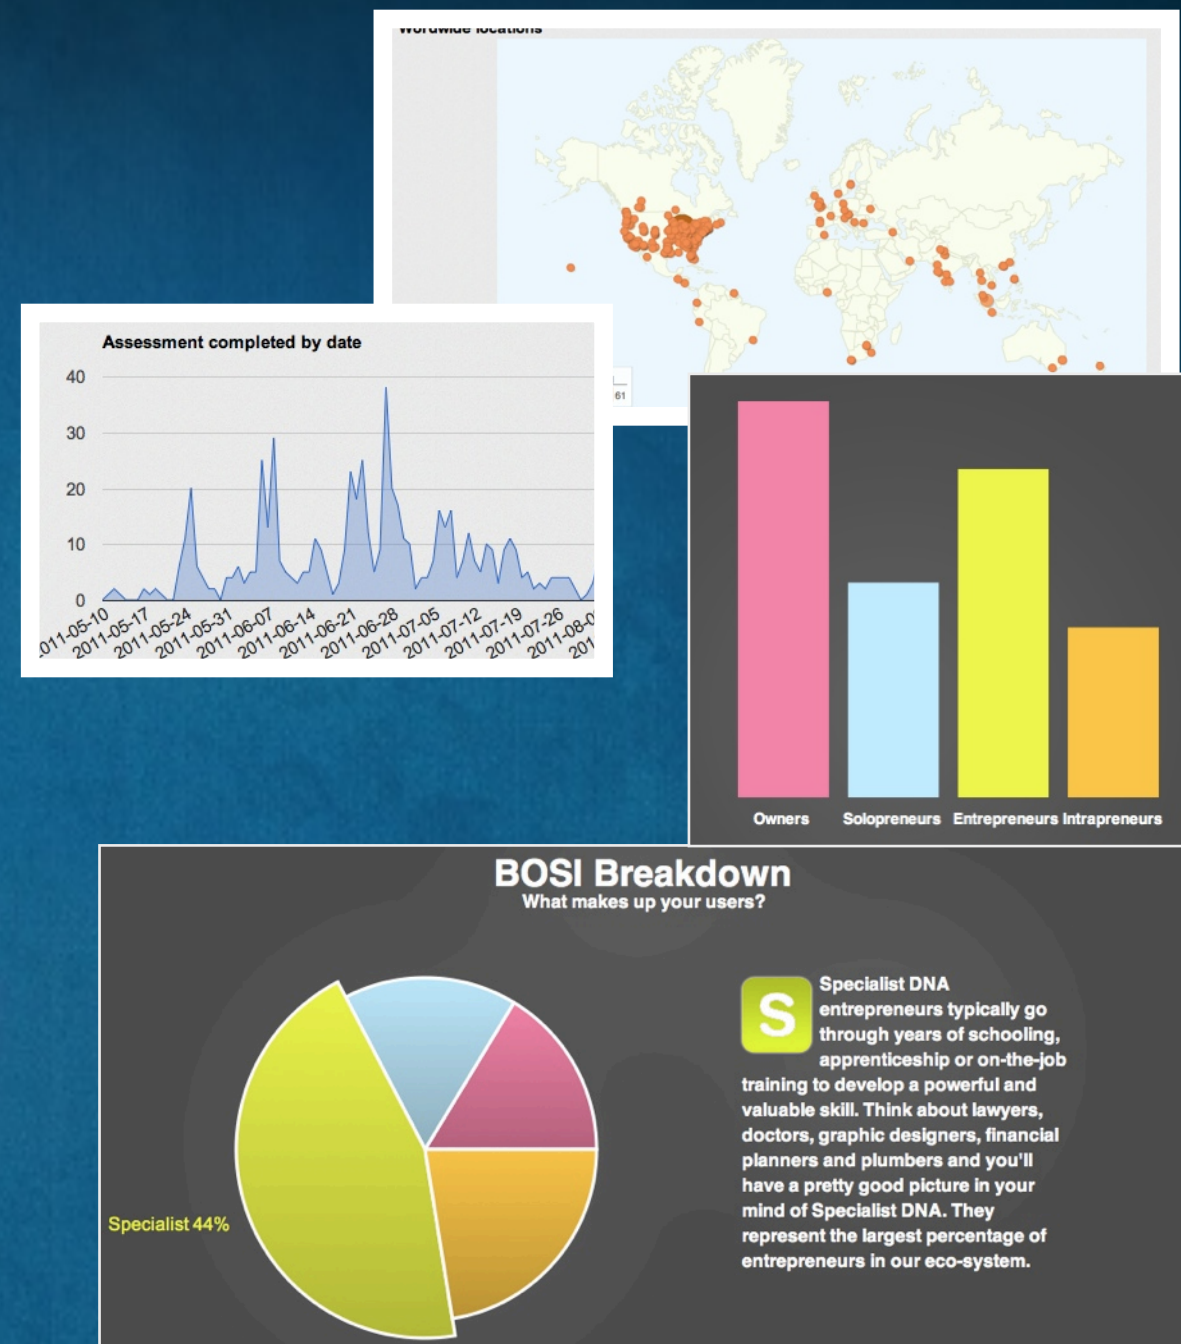 Wordwide locations
61
Assessment completed by date
40
30
20
10
0
2011-05-17
2011-05-24
2011-05-31
2011-06-07
2011-06-14
2011-06-21
2011-06-28
2011-07-05
2011-07-12
2011-07-19
2011-07-26
Owners
Solopreneurs
Entrepreneurs
Intrapreneurs
BOSI Breakdown
What makes up your users?
Specialist 44%
S
Specialist DNA
entrepreneurs typically go
through years of schooling,
apprenticeship or on-the-job
training to develop a powerful and
valuable skill. Think about lawyers,
doctors, graphic designers, financial
planners and plumbers and you'll
have a pretty good picture in your
mind of Specialist DNA. They
represent the largest percentage of
entrepreneurs in our eco-system.